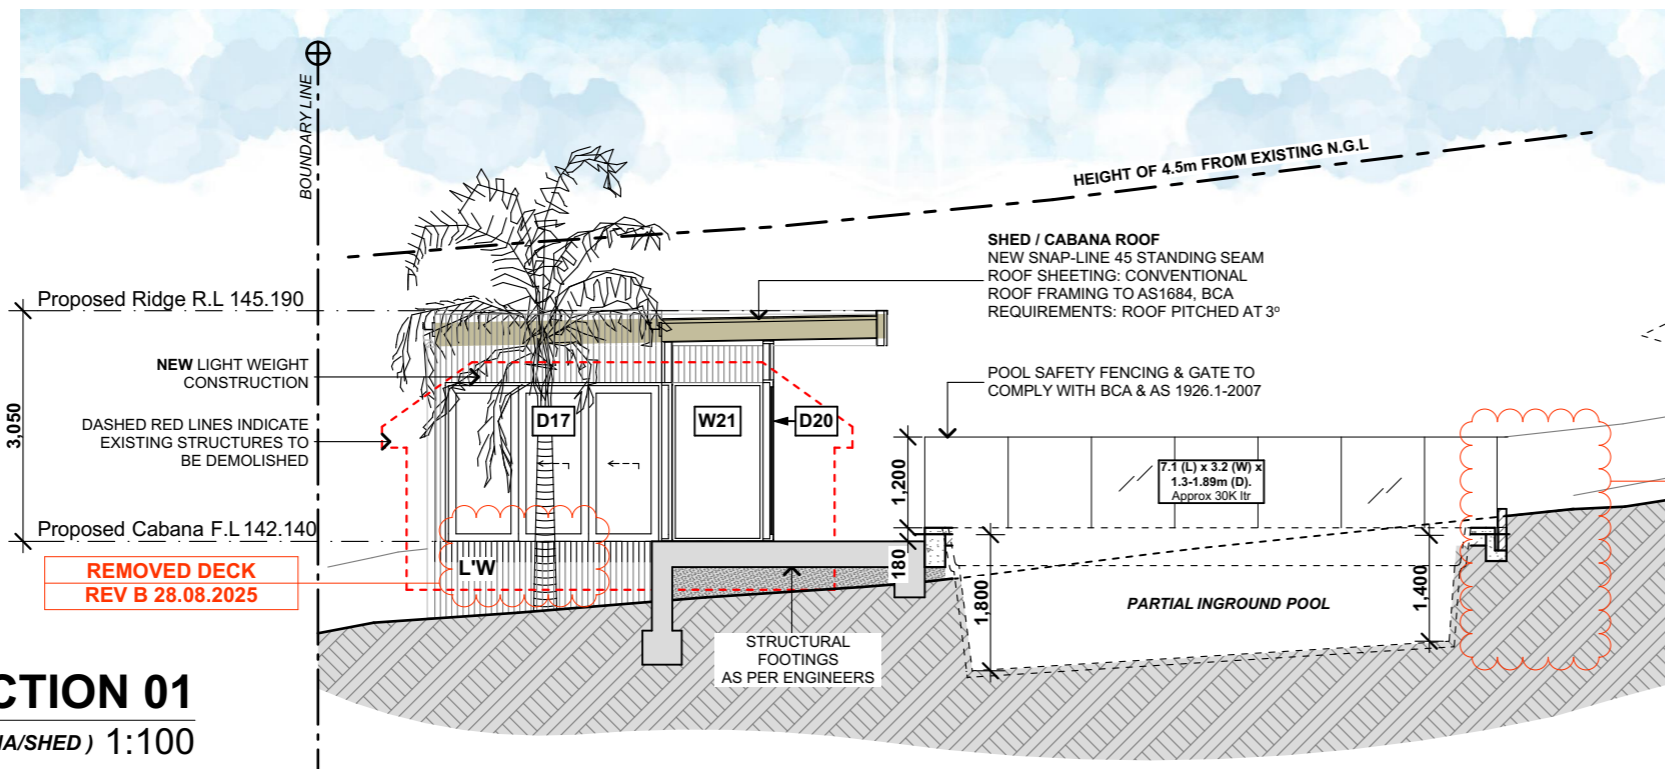 BOUNDARY LINE
HEIGHT OF 4.5m FROM EXISTING N.G.L
SHED / CABANA ROOF
NEW SNAP-LINE 45 STANDING SEAM
ROOF SHEETING: CONVENTIONAL
ROOF FRAMING TO AS1684, BCA
REQUIREMENTS: ROOF PITCHED AT 3º
Proposed Ridge R.L 145.190
NEW LIGHT WEIGHT
CONSTRUCTION
POOL SAFETY FENCING & GATE TO
COMPLY WITH BCA & AS 1926.1-2007
3,050
DASHED RED LINES INDICATE
EXISTING STRUCTURES TO
BE DEMOLISHED
D17
W21
D20
1,200
7.1 (L) x 3.2 (W) x
1.3-1.89m (D).
Approx 30K ltr
Proposed Cabana F.L 142.140
REMOVED DECK
REV B 28.08.2025
L'W
180
1,800
PARTIAL INGROUND POOL
1,400
STRUCTURAL
FOOTINGS
AS PER ENGINEERS
CTION 01
NA/SHED ) 1:100